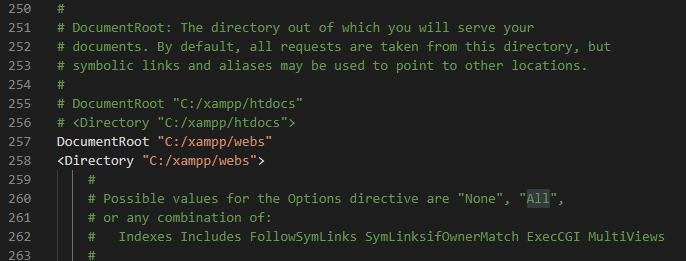 250 #
251 # DocumentRoot: The directory out of which you will serve your
252 # documents. By default, all requests are taken from this directory, but
253 # symbolic links and aliases may be used to point to other locations.
254 #
255 # DocumentRoot "C:/xampp/htdocs"
256 # <Directory "C:/xampp/htdocs">
257 DocumentRoot "C:/xampp/webs"
258 <Directory "C:/xampp/webs">
259 #
260 # Possible values for the Options directive are "None", "All",
261 # or any combination of:
262 #   Indexes Includes FollowSymLinks SymLinksifOwnerMatch ExecCGI MultiViews
263 #